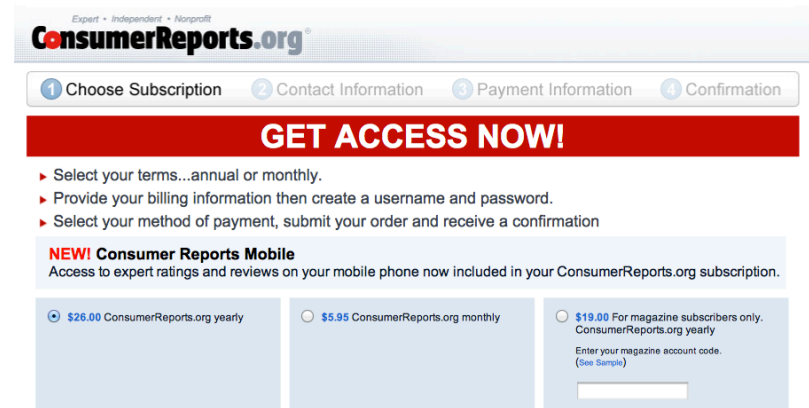 Expert • Independent • Nonprofit
ConsumerReports.org®
1 Choose Subscription 2 Contact Information 3 Payment Information 4 Confirmation
GET ACCESS NOW!
Select your terms...annual or monthly.
Provide your billing information then create a username and password.
Select your method of payment, submit your order and receive a confirmation
NEW! Consumer Reports Mobile
Access to expert ratings and reviews on your mobile phone now included in your ConsumerReports.org subscription.
$26.00 ConsumerReports.org yearly
$5.95 ConsumerReports.org monthly
$19.00 For magazine subscribers only.
ConsumerReports.org yearly
Enter your magazine account code.
(See Sample)